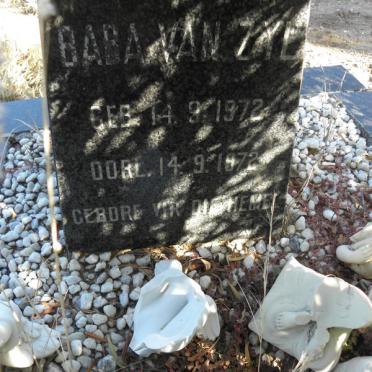 BABA VAN ZYL
GEB. 14. 9. 1972
OORL. 14. 9. 1972
GEBORE VIR DIE HEMEL